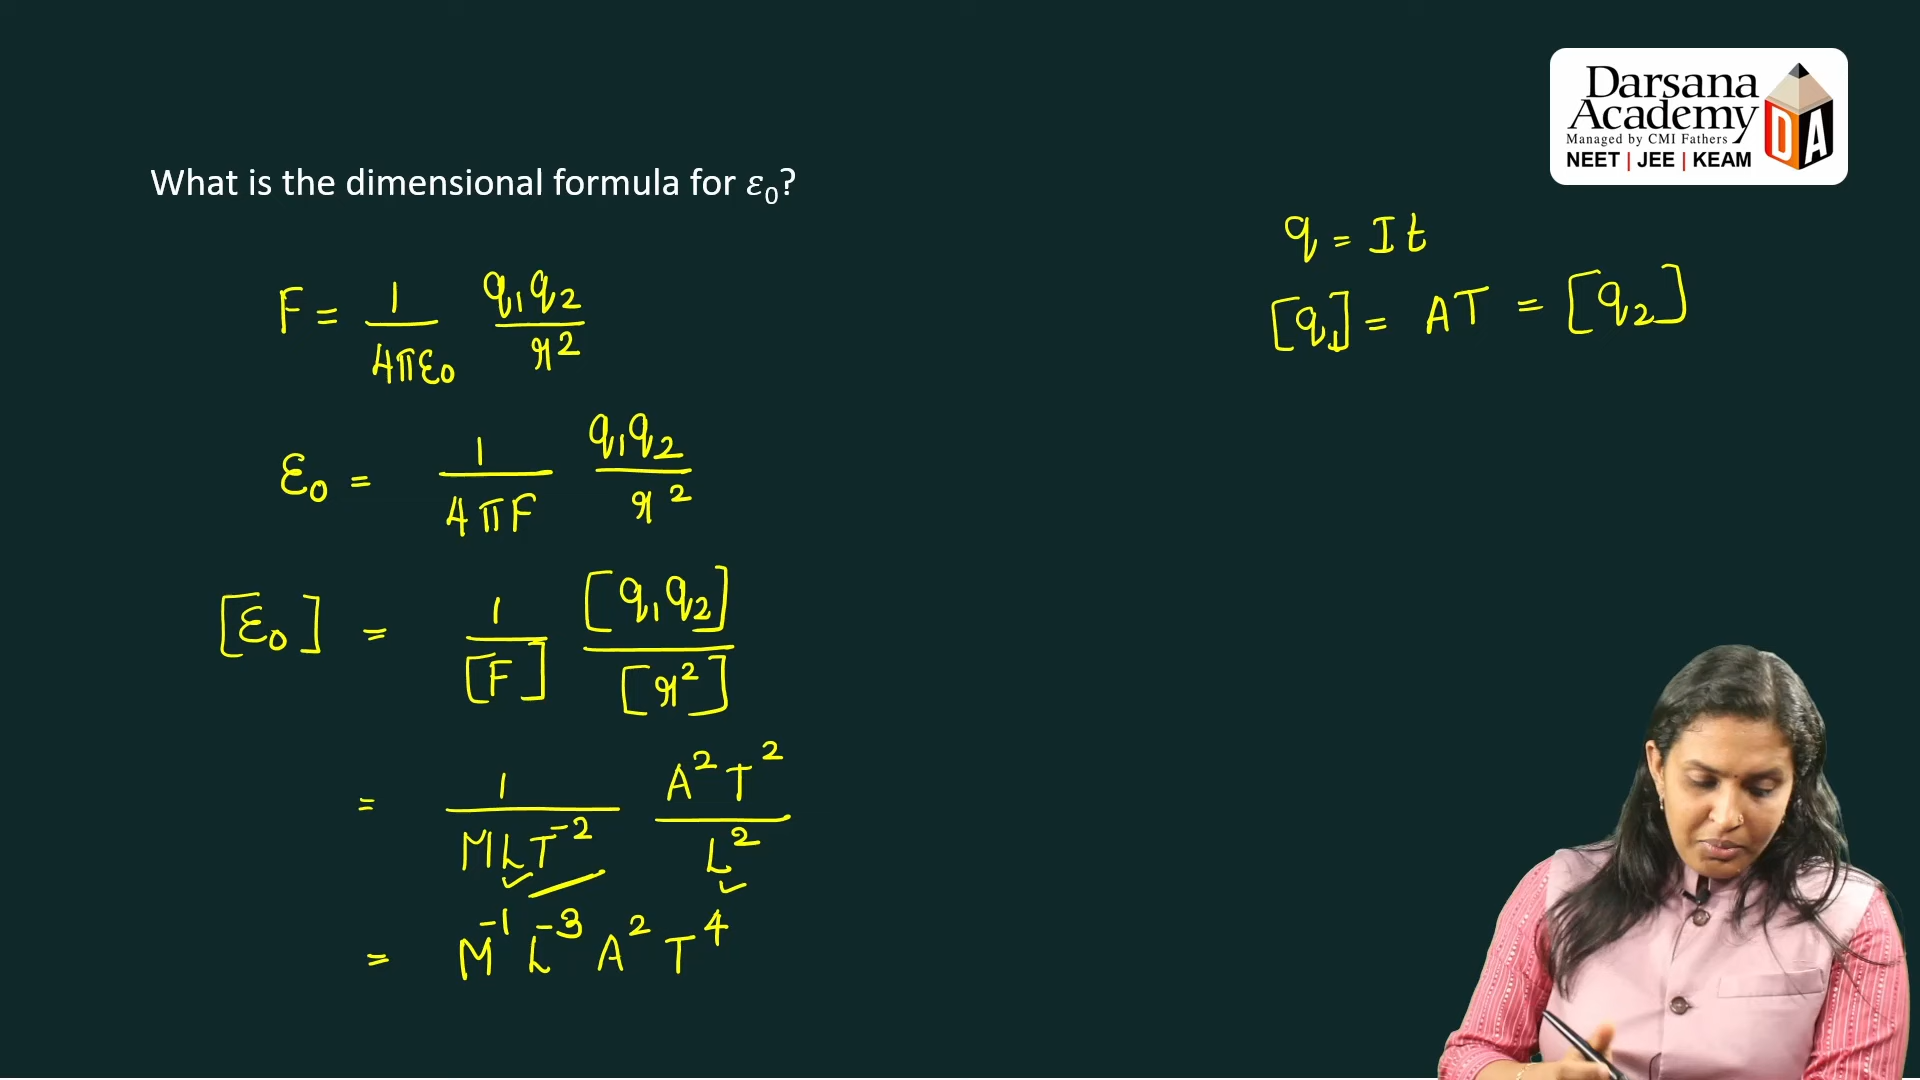 Darsana
Academy
Managed by CMI Fathers
NEET | JEE | KEAM
DA
What is the dimensional formula for ε₀?
F = 1/4πε₀ q₁q₂/r²
ε₀ = 1/4πF q₁q₂/r²
[ε₀] = 1/[F] [q₁q₂]/[r²]
= 1/MLT⁻² A²T²/L²
= M⁻¹ L⁻³ A² T⁴
q = It
[q₁] = AT = [q₂]